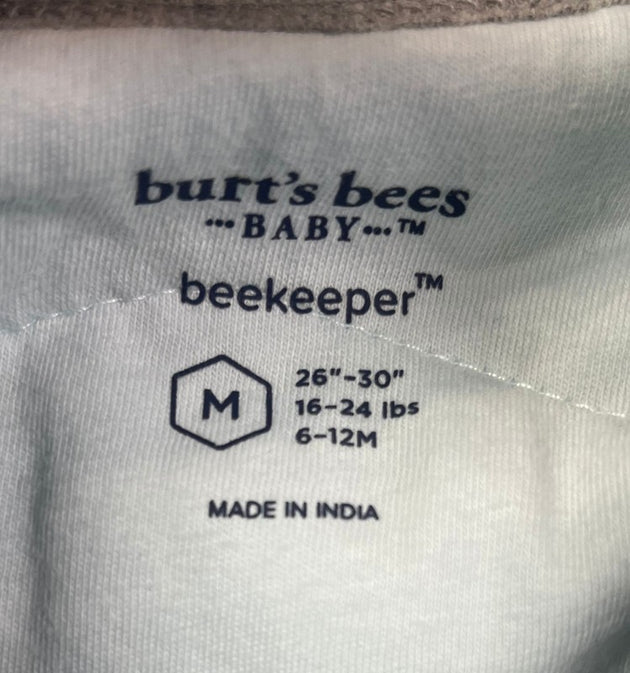 burt's bees
•••BABY•••™
beekeeper™
M
26"-30"
16-24 lbs
6-12M
MADE IN INDIA